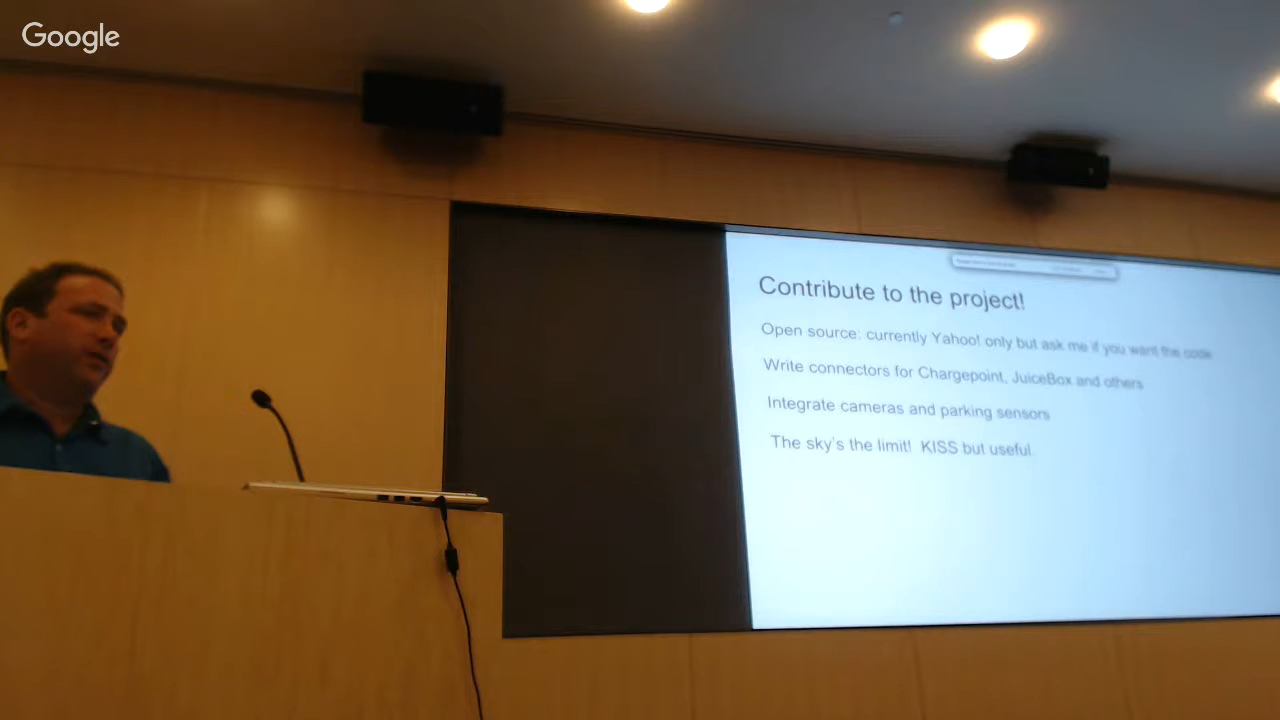 Google
Contribute to the project!
Open source: currently Yahoo! only but ask me if you want the code
Write connectors for Chargepoint, JuiceBox and others
Integrate cameras and parking sensors
The sky's the limit! KISS but useful.